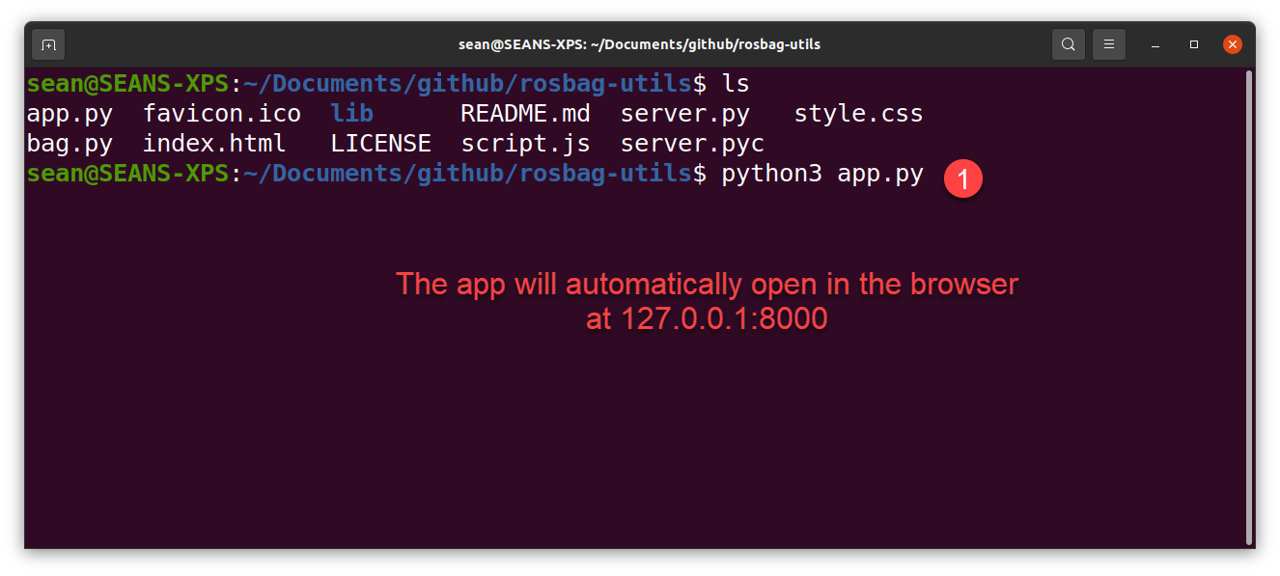 sean@SEANS-XPS: ~/Documents/github/rosbag-utils
sean@SEANS-XPS:~/Documents/github/rosbag-utils$ ls
app.py  favicon.ico  lib      README.md  server.py   style.css
bag.py  index.html   LICENSE  script.js  server.pyc
sean@SEANS-XPS:~/Documents/github/rosbag-utils$ python3 app.py
1
The app will automatically open in the browser
at 127.0.0.1:8000